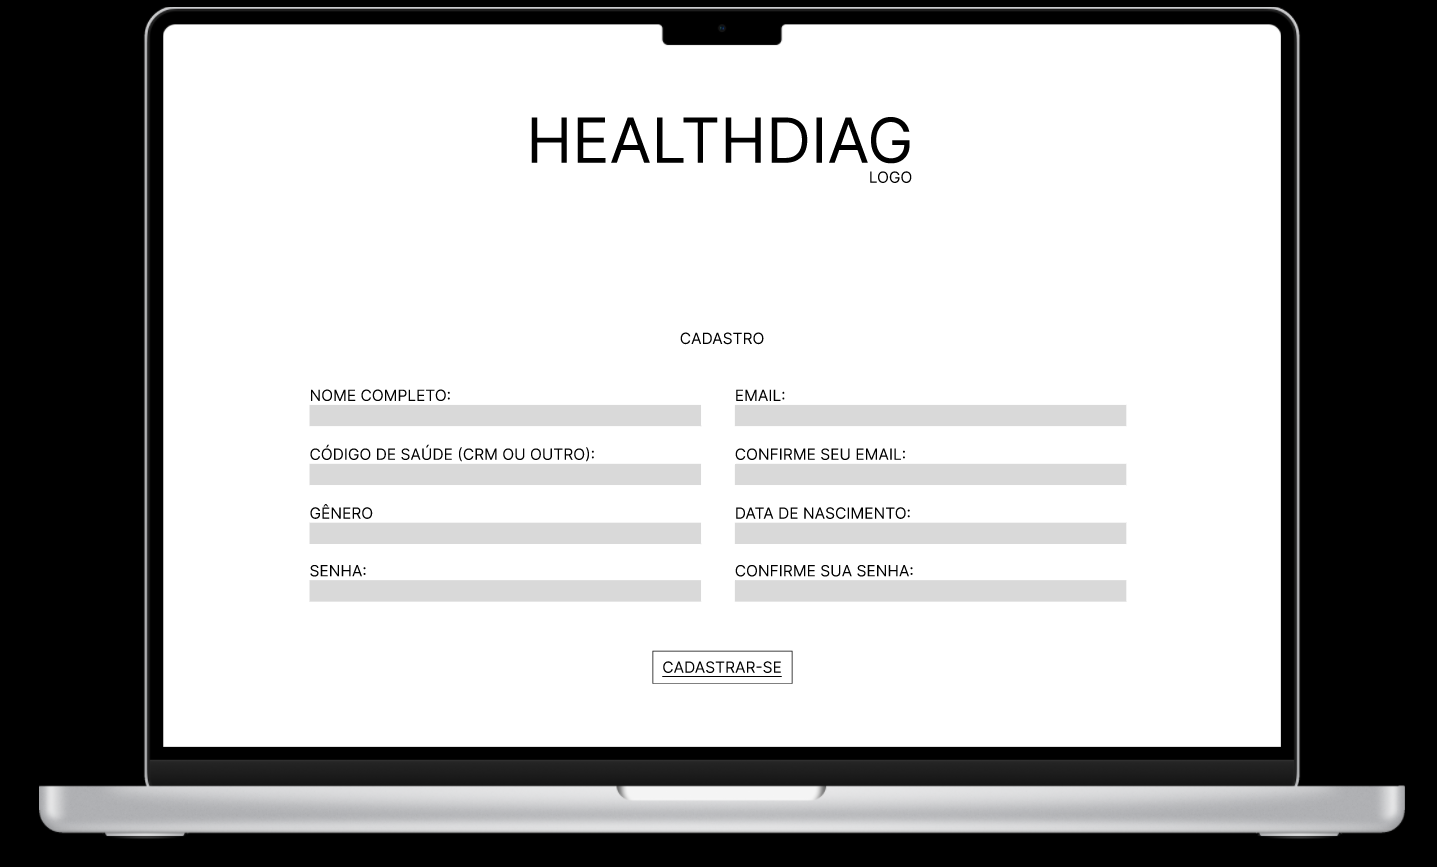 HEALTHDIAG
LOGO
CADASTRO
NOME COMPLETO:
EMAIL:
CÓDIGO DE SAÚDE (CRM OU OUTRO):
CONFIRME SEU EMAIL:
GÊNERO
DATA DE NASCIMENTO:
SENHA:
CONFIRME SUA SENHA:
CADASTRAR-SE